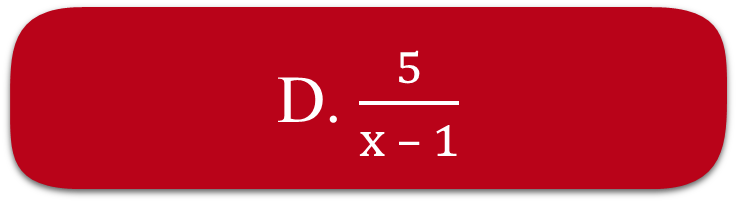 D. 5/(x − 1)